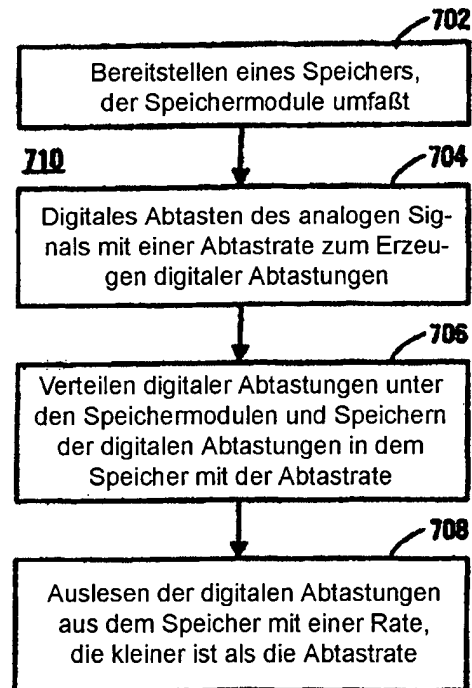 702
Bereitstellen eines Speichers,
der Speichermodule umfaßt
710
704
Digitales Abtasten des analogen Sig-
nals mit einer Abtastrate zum Erzeu-
gen digitaler Abtastungen
706
Verteilen digitaler Abtastungen unter
den Speichermodulen und Speichern
der digitalen Abtastungen in dem
Speicher mit der Abtastrate
708
Auslesen der digitalen Abtastungen
aus dem Speicher mit einer Rate,
die kleiner ist als die Abtastrate